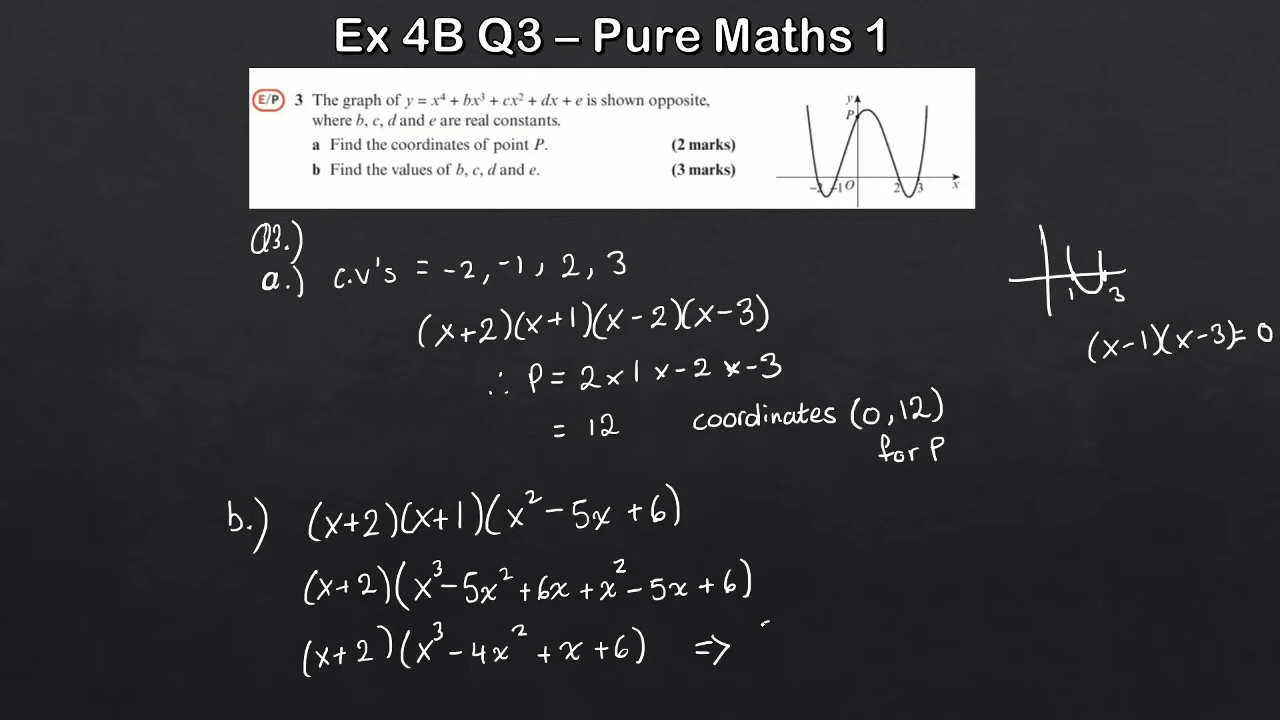 Ex 4B Q3 – Pure Maths 1
E/P 3 The graph of y = x⁴ + bx³ + cx² + dx + e is shown opposite,
where b, c, d and e are real constants.
a Find the coordinates of point P. (2 marks)
b Find the values of b, c, d and e. (3 marks)
y
P
-2 -1 O 2 3 x
Q3.)
a.) c.v's = -2, -1, 2, 3
(x+2)(x+1)(x-2)(x-3)
∴ P = 2 x 1 x -2 x -3
= 12 coordinates (0,12)
for P
1 3
(x-1)(x-3)= 0
b.) (x+2)(x+1)(x² - 5x + 6)
(x+2)(x³ - 5x² + 6x + x² - 5x + 6)
(x+2)(x³ - 4x² + x + 6) ⇒